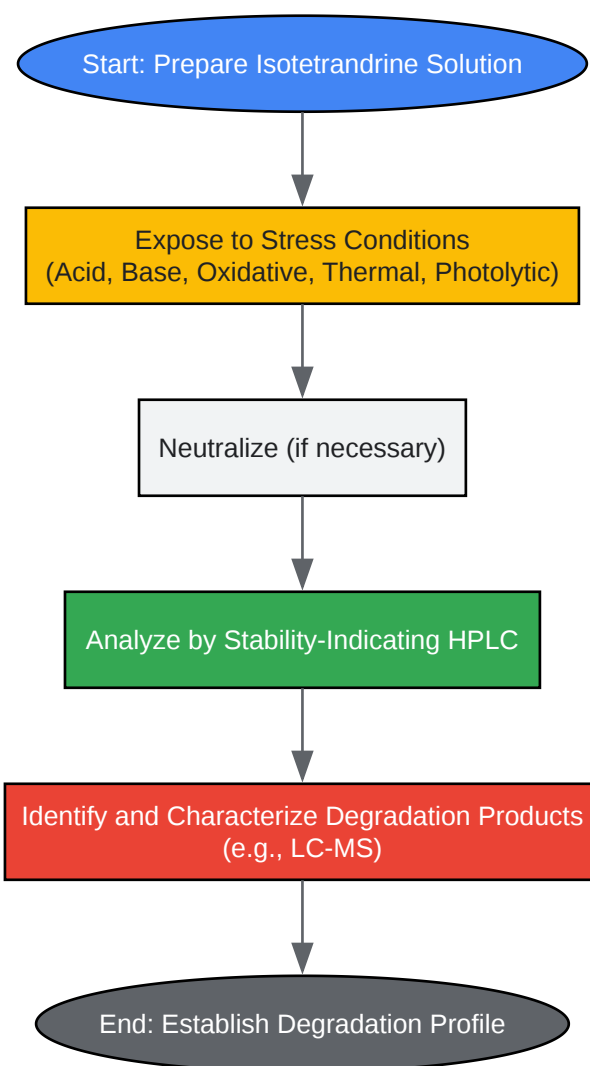 Start: Prepare Isotetrandrine Solution
Expose to Stress Conditions
(Acid, Base, Oxidative, Thermal, Photolytic)
Neutralize (if necessary)
Analyze by Stability-Indicating HPLC
Identify and Characterize Degradation Products
(e.g., LC-MS)
End: Establish Degradation Profile